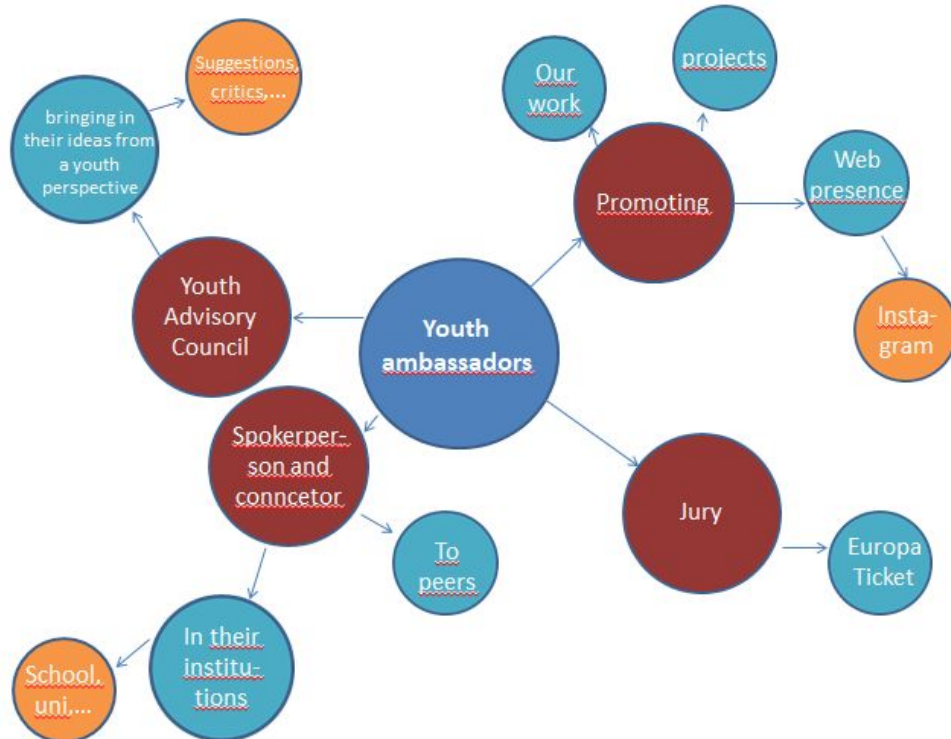 Suggestions,
critics,...
bringing in
their ideas from
a youth
perspective
Youth
Advisory
Council
Youth
ambassadors
Promoting
Our
work
projects
Web
presence
Insta-
gram
Spokerper-
son and
conncetor
To
peers
In their
institu-
tions
School,
uni,...
Jury
Europa
Ticket